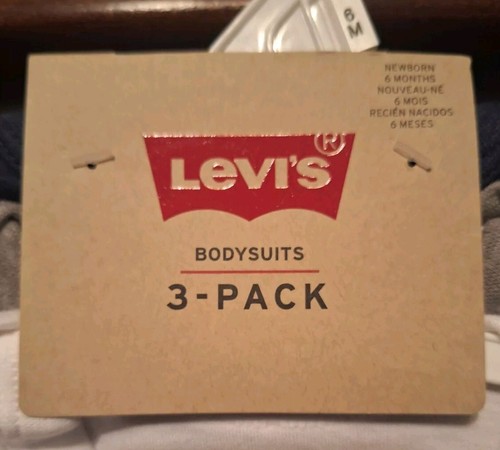 6
M
NEWBORN
6 MONTHS
NOUVEAU-NÉ
6 MOIS
RECIÉN NACIDOS
6 MESES
LEVI'S®
BODYSUITS
3-PACK